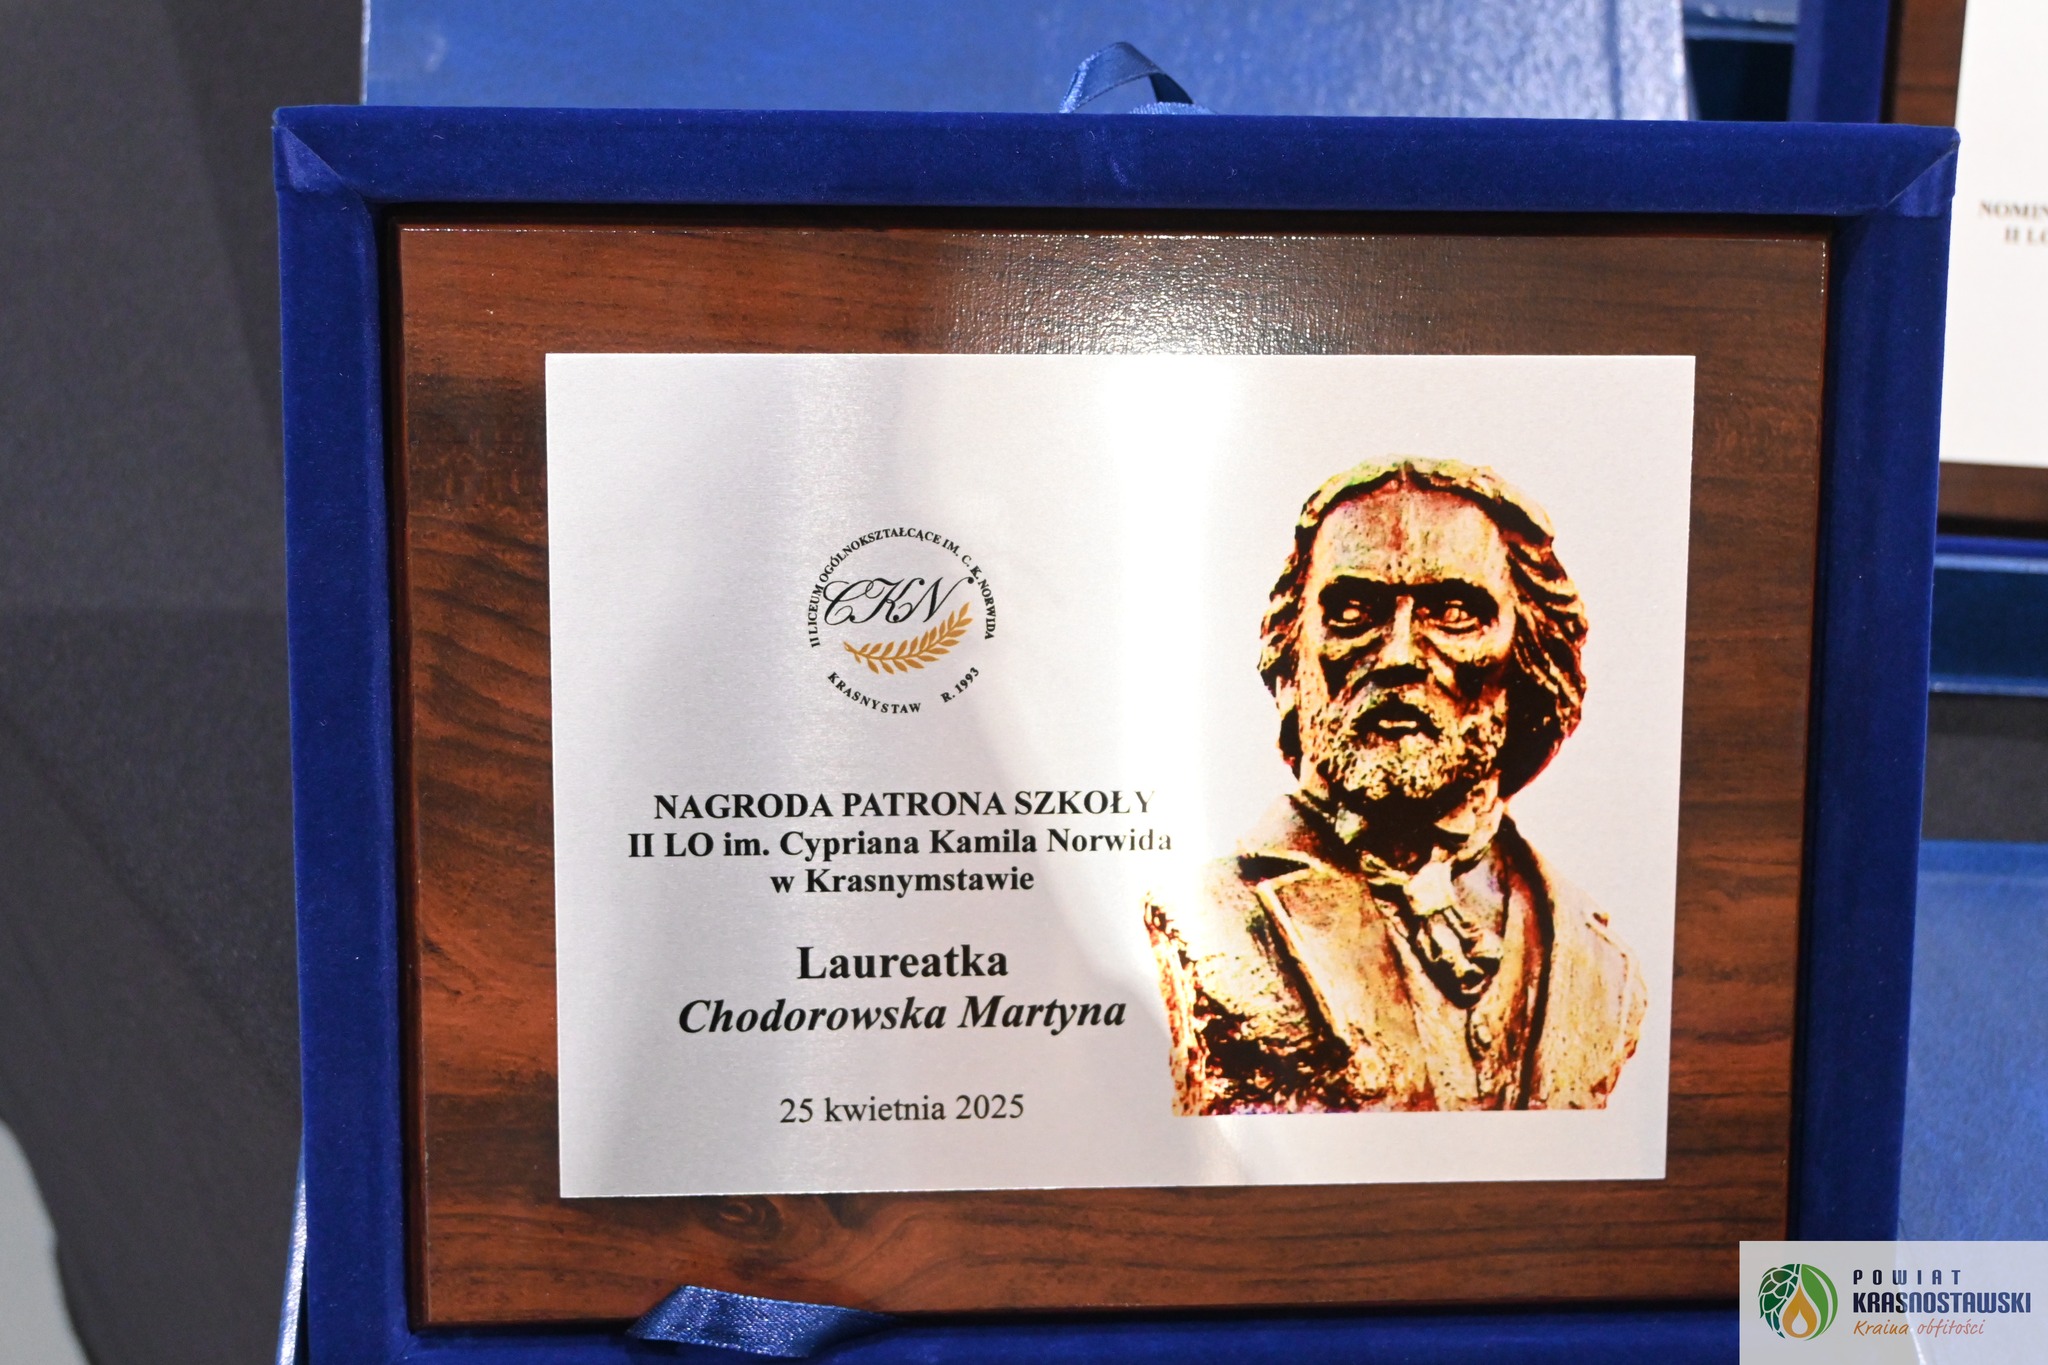 II LICEUM OGÓLNOKSZTAŁCĄCE IM. C. K. NORWIDA
CKN
KRASNYSTAW R. 1993
NAGRODA PATRONA SZKOŁY
II LO im. Cypriana Kamila Norwida
w Krasnymstawie
Laureatka
Chodorowska Martyna
25 kwietnia 2025
POWIAT
KRASNOSTAWSKI
Kraina obfitości